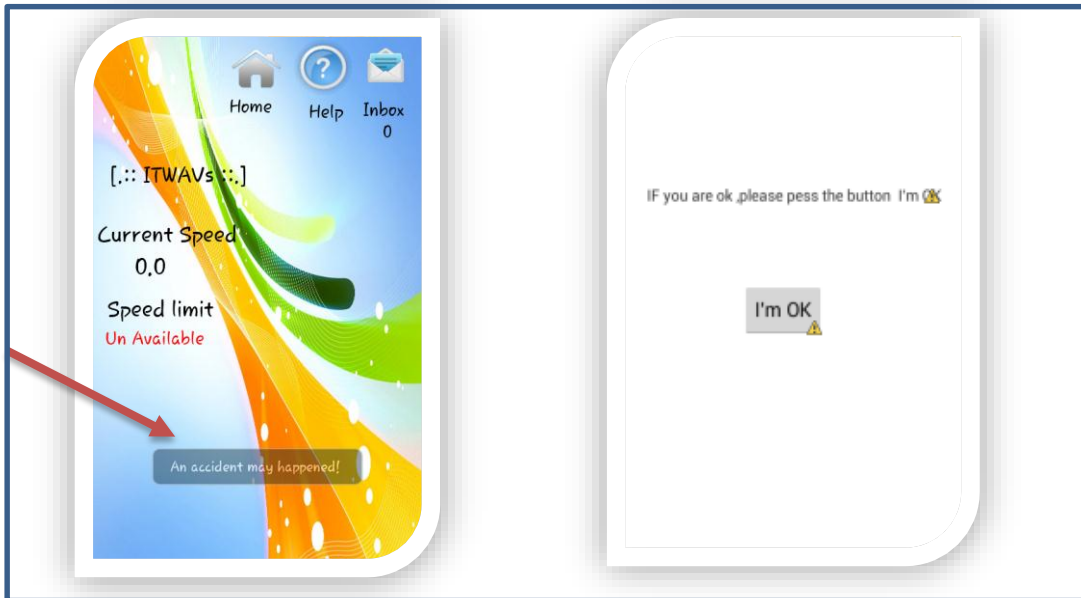 Home Help Inbox
0
[.:: ITWAVs ::.]
Current Speed
0.0
Speed limit
Un Available
An accident may happened!
IF you are ok ,please pess the button I'm OK
I'm OK